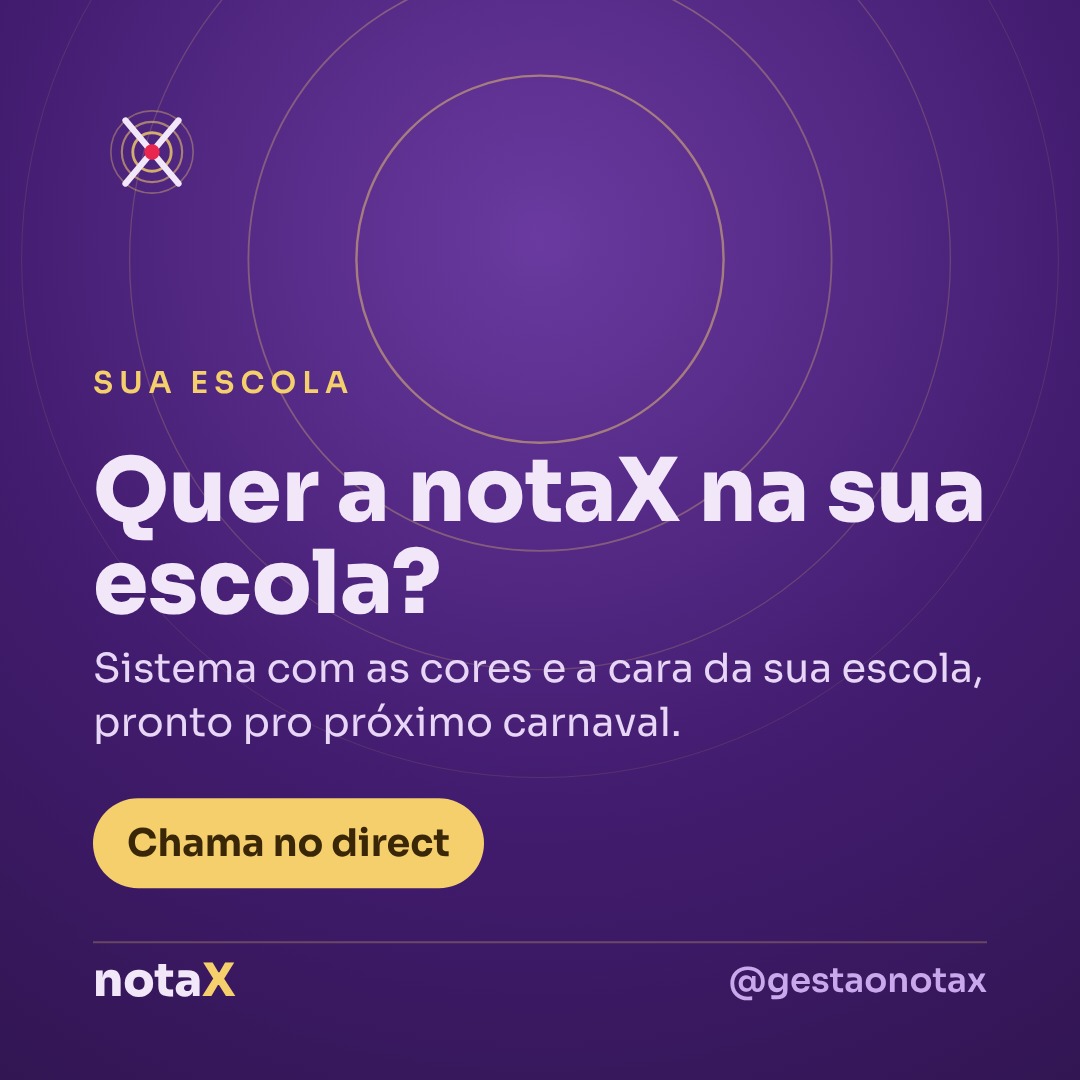 SUA ESCOLA
Quer a notaX na sua
escola?
Sistema com as cores e a cara da sua escola,
pronto pro próximo carnaval.
Chama no direct
notaX
@gestaonotax